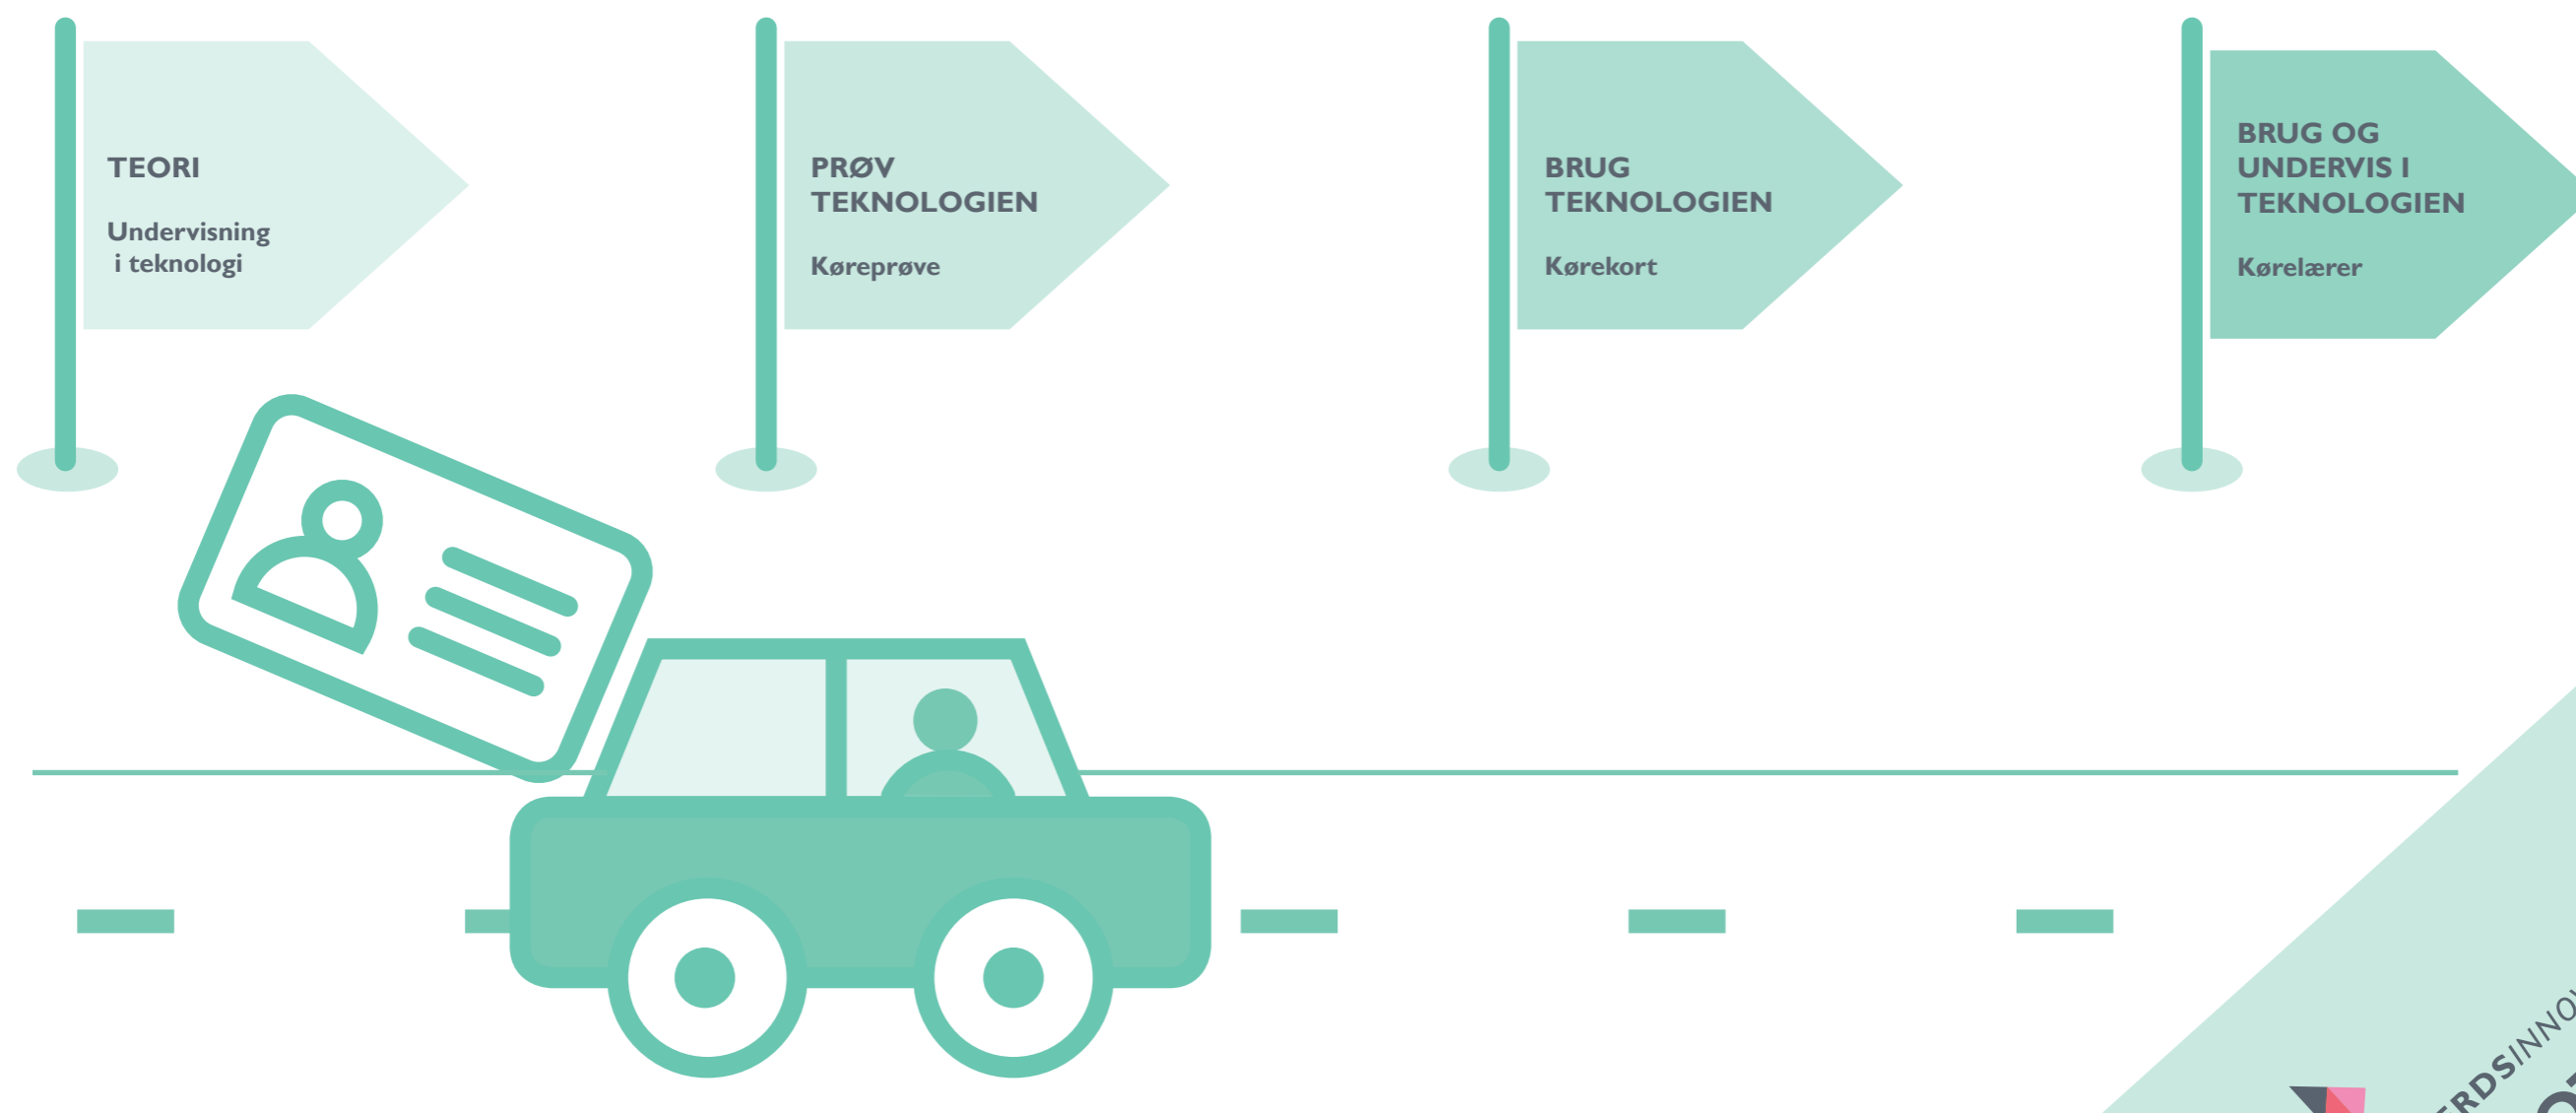 TEORI
Undervisning
i teknologi
PRØV
TEKNOLOGIEN
Køreprøve
BRUG
TEKNOLOGIEN
Kørekort
BRUG OG
UNDERVIS I
TEKNOLOGIEN
Kørelærer